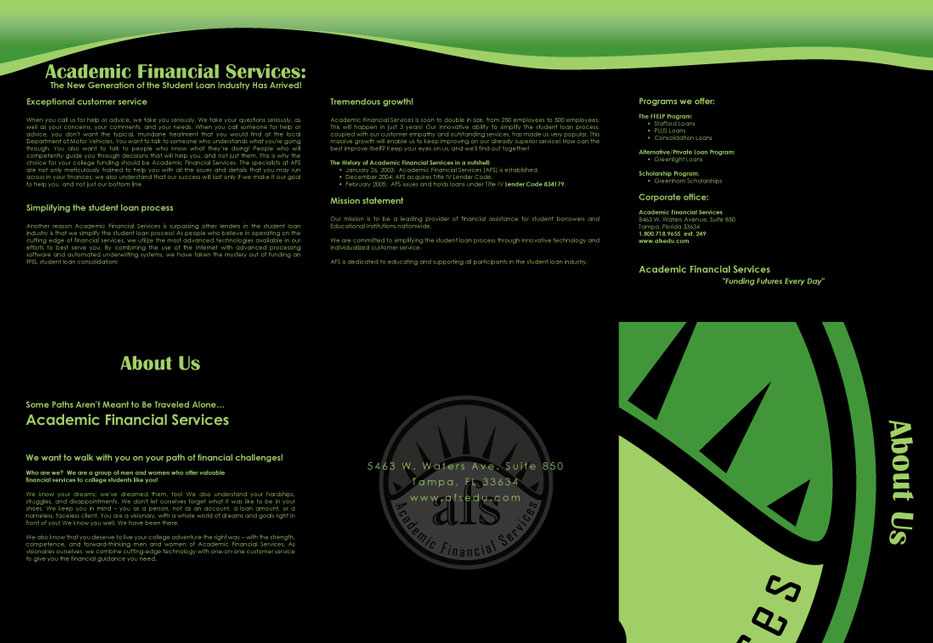 Academic Financial Services:
The New Generation of the Student Loan Industry Has Arrived!
Exceptional customer service
When you call us for help or advice, we take you seriously. We take your questions seriously, as
well as your concerns, your comments, and your needs. When you call someone for help or
advice, you don't want the typical, mundane treatment that you would find at the local
Department of Motor Vehicles. You want to talk to someone who understands what you're going
through. You also want to talk to people who know what they're doing! People who will
competently guide you through decisions that will help you, and not just them. This is why the
choice for your college funding should be Academic Financial Services. The specialists at AFS
are not only meticulously trained to help you with all the issues and details that you may run
across in your finances; we also understand that our success will last only if we make it our goal
to help you, and not just our bottom line.
Simplifying the student loan process
Another reason Academic Financial Services is surpassing other lenders in the student loan
industry is that we simplify the student loan process! As people who believe in operating on the
cutting edge of financial services, we utilize the most advanced technologies available in our
efforts to best serve you. By combining the use of the Internet with advanced processing
software and automated underwriting systems, we have taken the mystery out of funding an
FFEL student loan consolidation!
Tremendous growth!
Academic Financial Services is soon to double in size, from 250 employees to 500 employees.
This will happen in just 3 years! Our innovative ability to simplify the student loan process,
coupled with our customer empathy and outstanding services, has made us very popular. This
massive growth will enable us to keep improving on our already superior service! How can the
best improve itself? Keep your eyes on us, and we'll find out together!
The History of Academic Financial Services in a nutshell:
• January 26, 2003: Academic Financial Services (AFS) is established.
• December 2004: AFS acquires Title IV Lender Code.
• February 2005: AFS issues and holds loans under Title IV Lender Code 834179.
Mission statement
Our mission is to be a leading provider of financial assistance for student borrowers and
Educational Institutions nationwide.
We are committed to simplifying the student loan process through innovative technology and
individualized customer service.
AFS is dedicated to educating and supporting all participants in the student loan industry.
Programs we offer:
The FFELP Program:
• Stafford Loans
• PLUS Loans
• Consolidation Loans
Alternative/Private Loan Program:
• Greenlight Loans
Scholarship Program:
• Greenhorn Scholarships
Corporate office:
Academic Financial Services
5463 W. Waters Avenue, Suite 850
Tampa, Florida 33634
1.800.718.9655 ext. 249
www.afsedu.com
Academic Financial Services
"Funding Futures Every Day"
About Us
Some Paths Aren't Meant to Be Traveled Alone...
Academic Financial Services
We want to walk with you on your path of financial challenges!
Who are we? We are a group of men and women who offer valuable
financial services to college students like you!
We know your dreams; we've dreamed them, too! We also understand your hardships,
struggles, and disappointments. We don't let ourselves forget what it was like to be in your
shoes. We keep you in mind – you as a person, not as an account, a loan amount, or a
nameless, faceless client. You are a visionary, with a whole world of dreams and goals right in
front of you! We know you well. We have been there.
We also know that you deserve to live your college adventure the right way – with the strength,
competence, and forward-thinking men and women of Academic Financial Services. As
visionaries ourselves, we combine cutting-edge technology with one-on-one customer service
to give you the financial guidance you need.
5463 W. Waters Ave. Suite 850
Tampa, FL 33634
www.afsedu.com
afs
Academic Financial Services
About Us
es